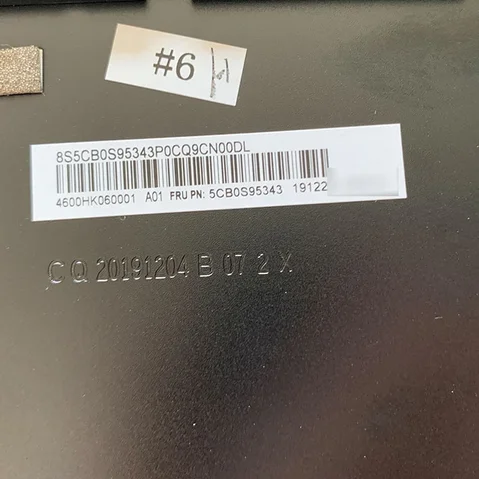 #6
8S5CB0S95343P0CQ9CN00DL
4600HK060001 A01 FRU PN: 5CB0S95343 19122
C Q 20191204 B 07 2 X